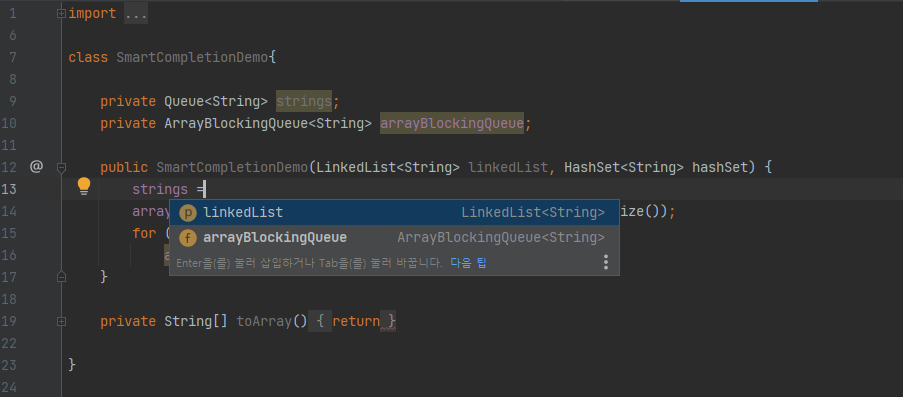 1 import ...
6
7 class SmartCompletionDemo{
8
9 private Queue<String> strings;
10 private ArrayBlockingQueue<String> arrayBlockingQueue;
11
12 @ public SmartCompletionDemo(LinkedList<String> linkedList, HashSet<String> hashSet) {
13 strings =
p linkedList LinkedList<String>
14 array ize());
f arrayBlockingQueue ArrayBlockingQueue<String>
15 for (
Enter을(를) 눌러 삽입하거나 Tab을(를) 눌러 바꿉니다. 다음 팁
16 a
17 }
18
19 private String[] toArray() { return }
22
23 }
24